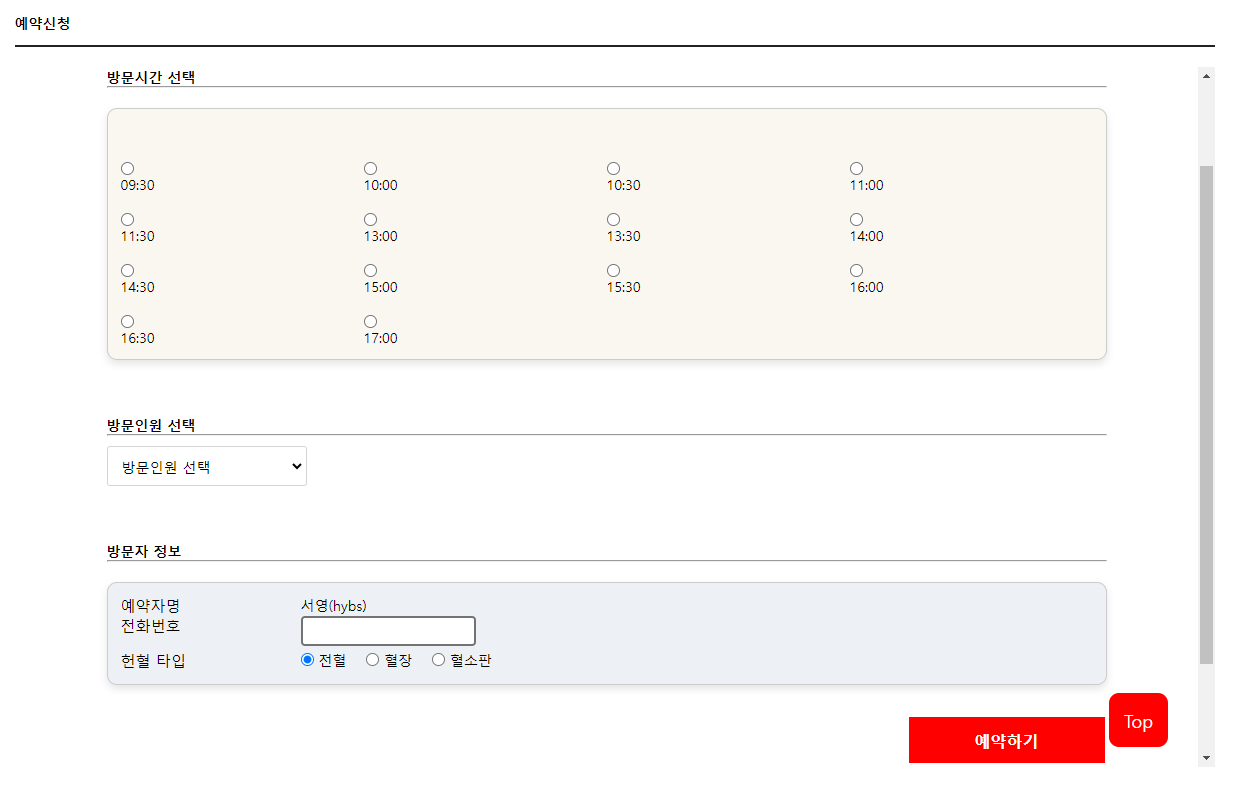 예약신청
방문시간 선택
09:30 10:00 10:30 11:00
11:30 13:00 13:30 14:00
14:30 15:00 15:30 16:00
16:30 17:00
방문인원 선택
방문인원 선택
방문자 정보
예약자명 서영(hybs)
전화번호
헌혈 타입 전혈 혈장 혈소판
예약하기
Top